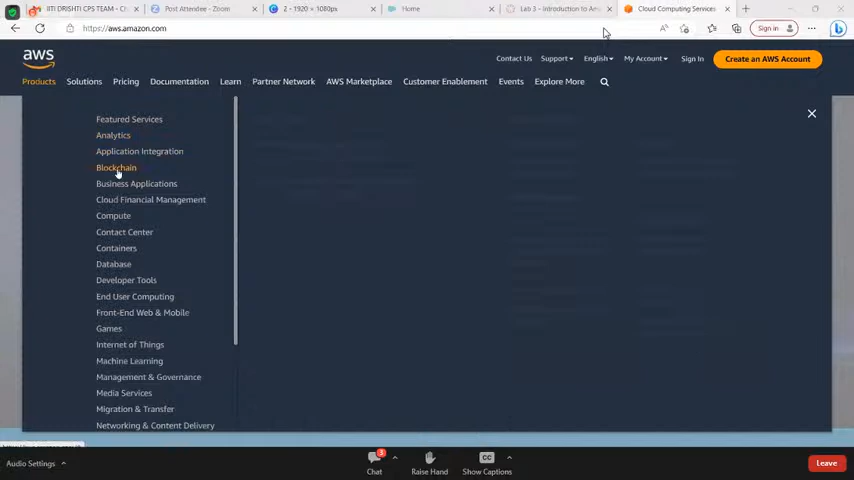 IITI DRISHTI CPS TEAM - C
Post Attendee - Zoom
2 - 1920 × 1080px
Home
Lab 3 - Introduction to Am
Cloud Computing Services
https://aws.amazon.com
Sign in
aws
Contact Us Support English My Account Sign In Create an AWS Account
Products Solutions Pricing Documentation Learn Partner Network AWS Marketplace Customer Enablement Events Explore More
Featured Services
Analytics
Application Integration
Blockchain
Business Applications
Cloud Financial Management
Compute
Contact Center
Containers
Database
Developer Tools
End User Computing
Front-End Web & Mobile
Games
Internet of Things
Machine Learning
Management & Governance
Media Services
Migration & Transfer
Networking & Content Delivery
Audio Settings
3
Chat
Raise Hand
CC
Show Captions
Leave